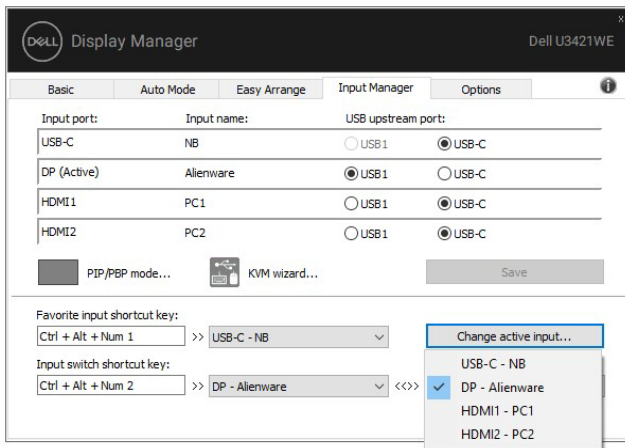 x
DELL Display Manager Dell U3421WE
Basic Auto Mode Easy Arrange Input Manager Options i
Input port: Input name: USB upstream port:
USB-C NB USB1 USB-C
DP (Active) Alienware USB1 USB-C
HDMI1 PC1 USB1 USB-C
HDMI2 PC2 USB1 USB-C
PIP/PBP mode... KVM wizard... Save
Favorite input shortcut key:
Ctrl + Alt + Num 1 >> USB-C - NB Change active input...
Input switch shortcut key:
USB-C - NB
Ctrl + Alt + Num 2 >> DP - Alienware <<>> DP - Alienware
HDMI1 - PC1
HDMI2 - PC2